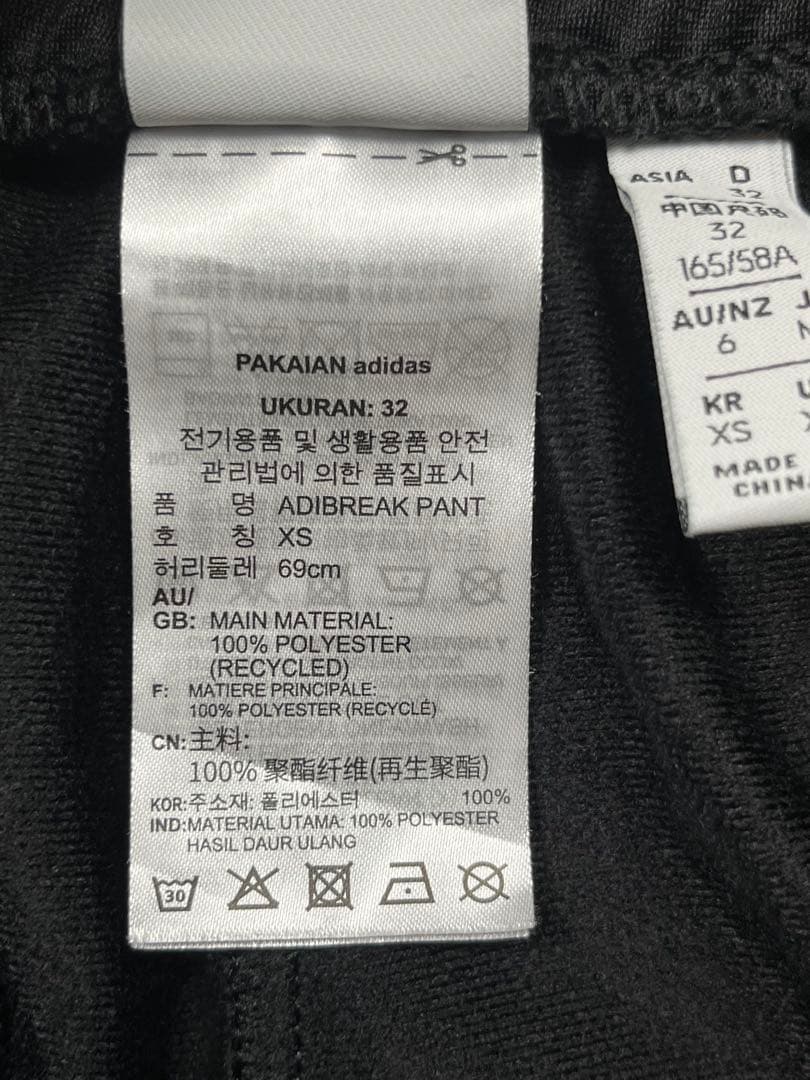 PAKAIAN adidas
UKURAN: 32
전기용품 및 생활용품 안전
관리법에 의한 품질표시
품 명 ADIBREAK PANT
호 칭 XS
허리둘레 69cm
AU/
GB: MAIN MATERIAL:
100% POLYESTER
(RECYCLED)
F: MATIERE PRINCIPALE:
100% POLYESTER (RECYCLÉ)
CN: 主料:
100% 聚酯纤维(再生聚酯)
KOR: 주소재: 폴리에스터 100%
IND: MATERIAL UTAMA: 100% POLYESTER
HASIL DAUR ULANG
30
ASIA D
32
中国
32
165/58A
AU/NZ J
6
KR
XS
MADE
CHINA